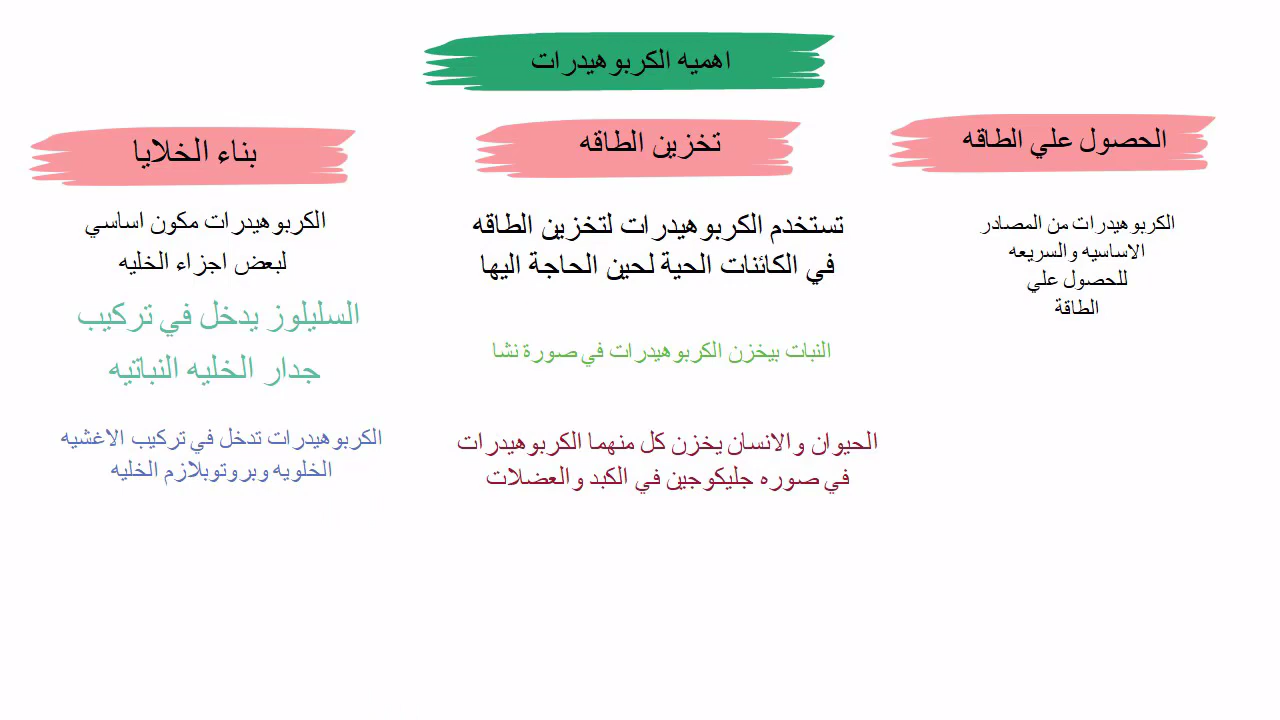 اهميه الكربوهيدرات
الحصول علي الطاقه
الكربوهيدرات من المصادر
الاساسيه والسريعه
للحصول علي
الطاقة
تخزين الطاقه
تستخدم الكربوهيدرات لتخزين الطاقه
في الكائنات الحية لحين الحاجة اليها
النبات بيخزن الكربوهيدرات في صورة نشا
الحيوان والانسان يخزن كل منهما الكربوهيدرات
في صوره جليكوجين في الكبد والعضلات
بناء الخلايا
الكربوهيدرات مكون اساسي
لبعض اجزاء الخليه
السليلوز يدخل في تركيب
جدار الخليه النباتيه
الكربوهيدرات تدخل في تركيب الاغشيه
الخلويه وبروتوبلازم الخليه